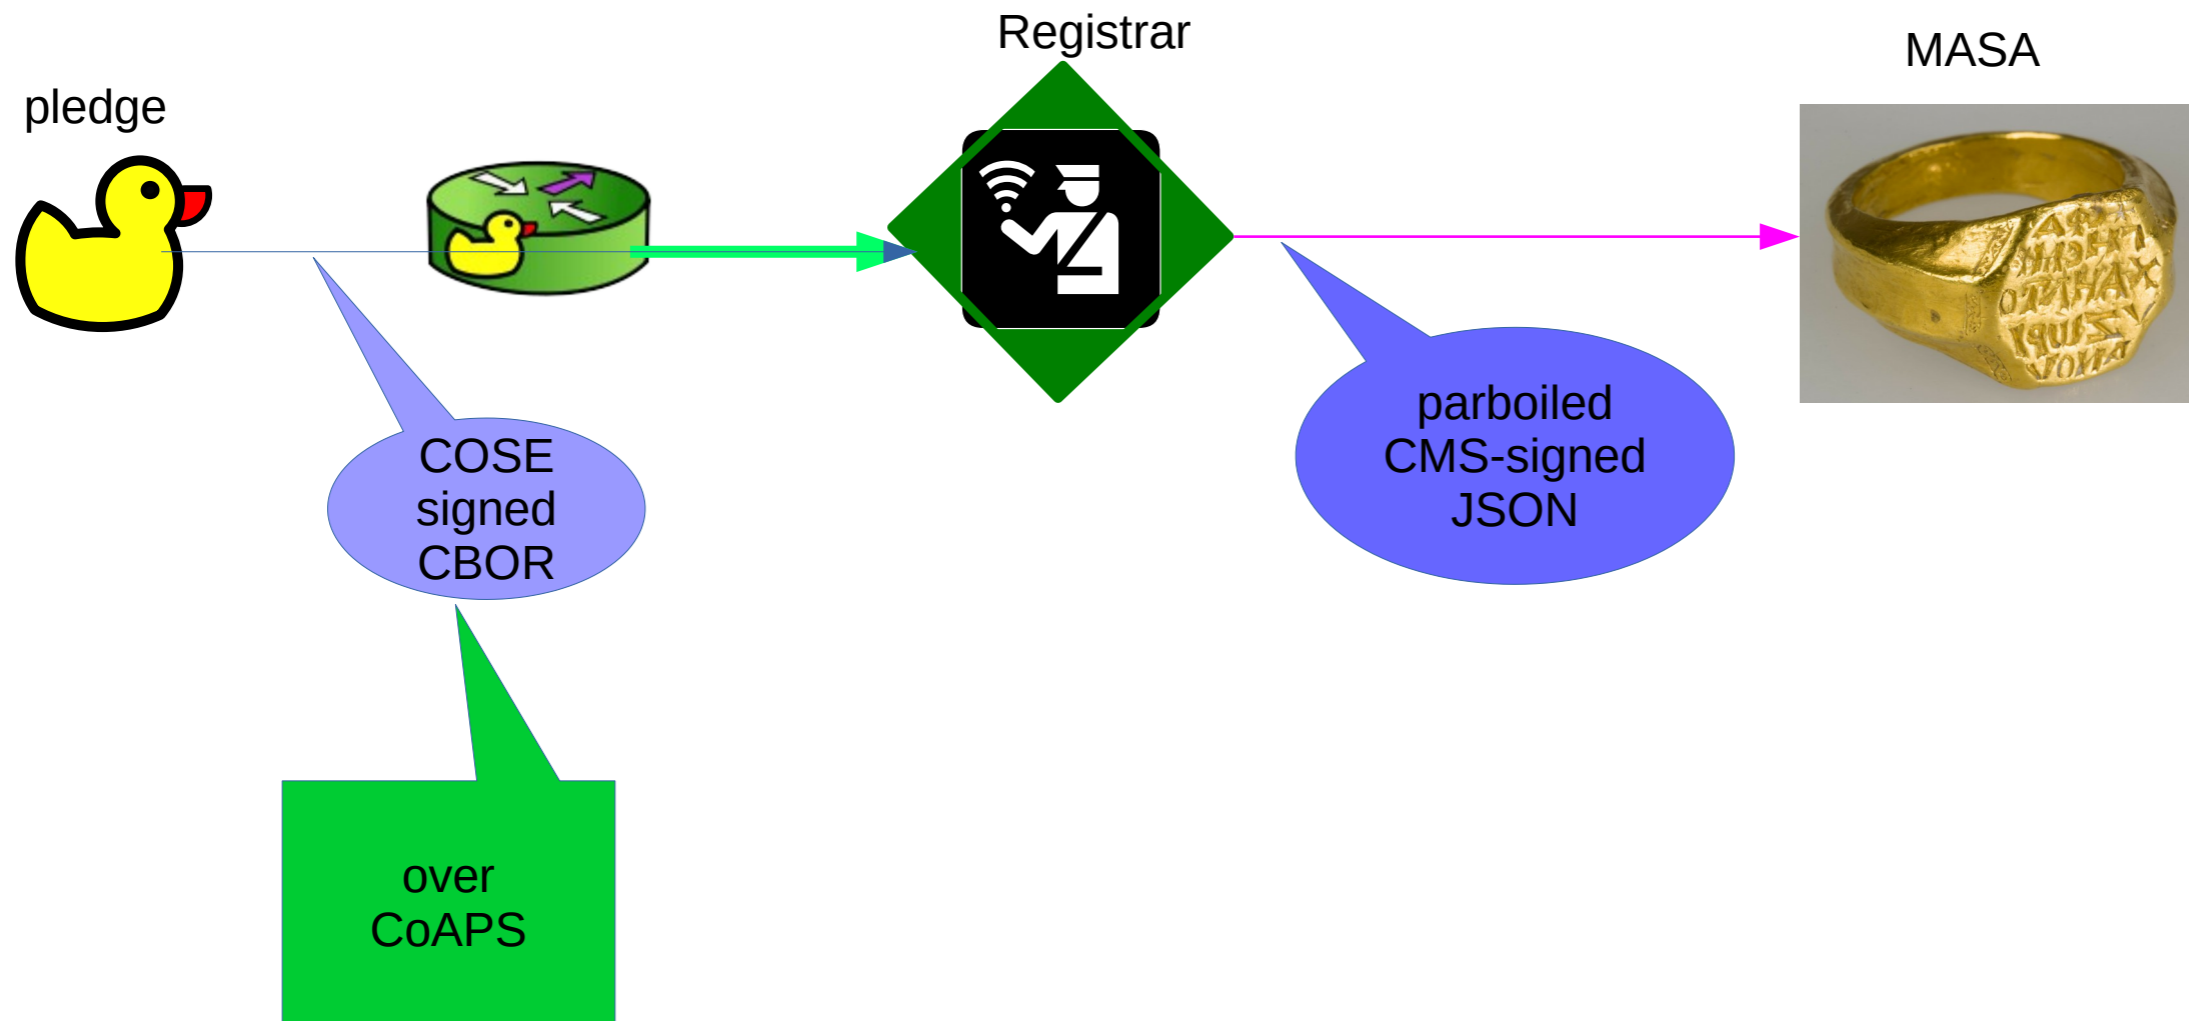 Registrar
MASA
pledge
COSE
signed
CBOR
parboiled
CMS-signed
JSON
over
CoAPS